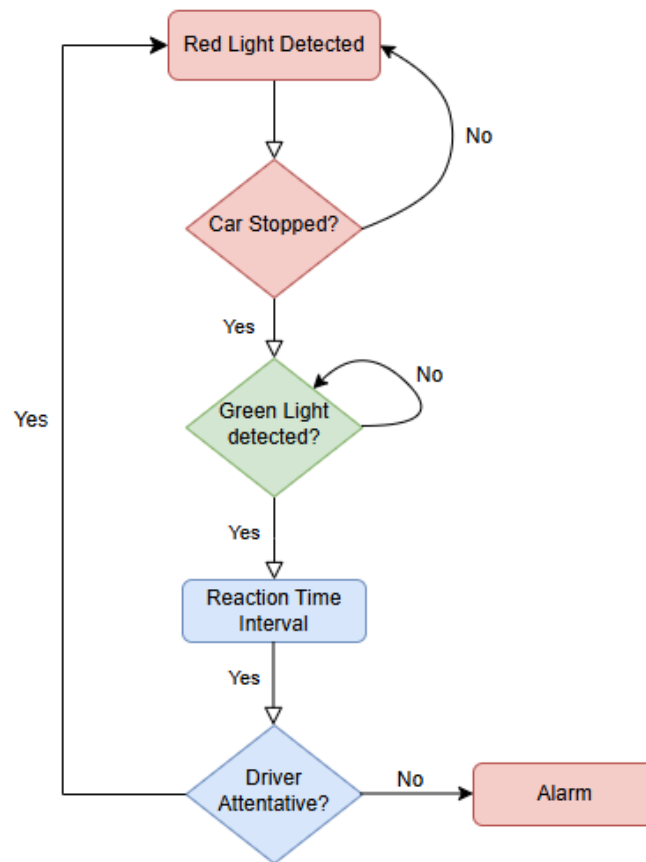 Red Light Detected
No
Car Stopped?
Yes
No
Green Light
detected?
Yes
Yes
Reaction Time
Interval
Yes
Driver
Attentative?
No
Alarm